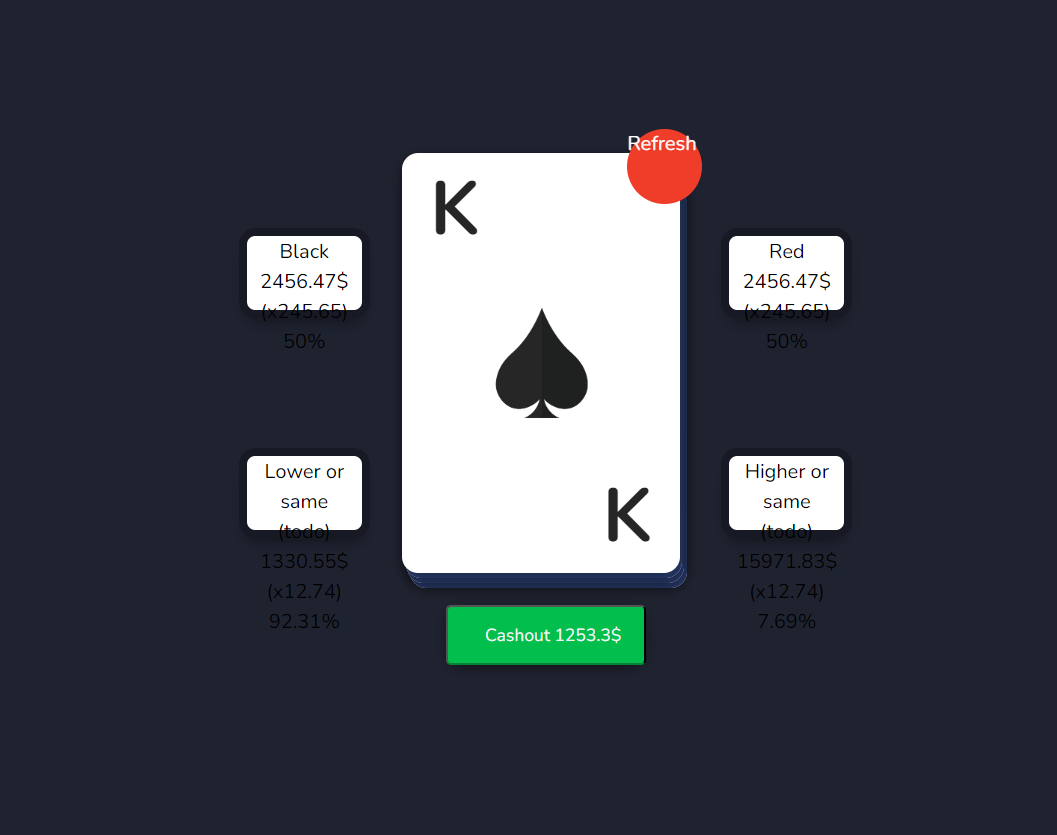 Refresh
K
Black
2456.47$
(x245.65)
50%
Red
2456.47$
(x245.65)
50%
Lower or
same
(todo)
1330.55$
(x12.74)
92.31%
Higher or
same
(todo)
15971.83$
(x12.74)
7.69%
K
Cashout 1253.3$